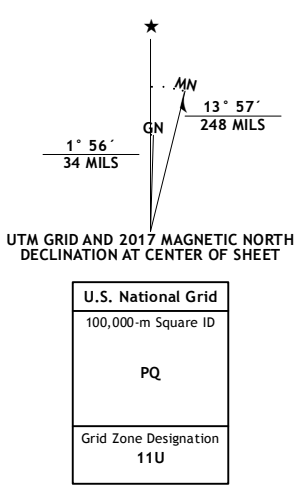 ★
MN
GN
13° 57´
248 MILS
1° 56´
34 MILS
UTM GRID AND 2017 MAGNETIC NORTH
DECLINATION AT CENTER OF SHEET
U.S. National Grid
100,000-m Square ID
PQ
Grid Zone Designation
11U